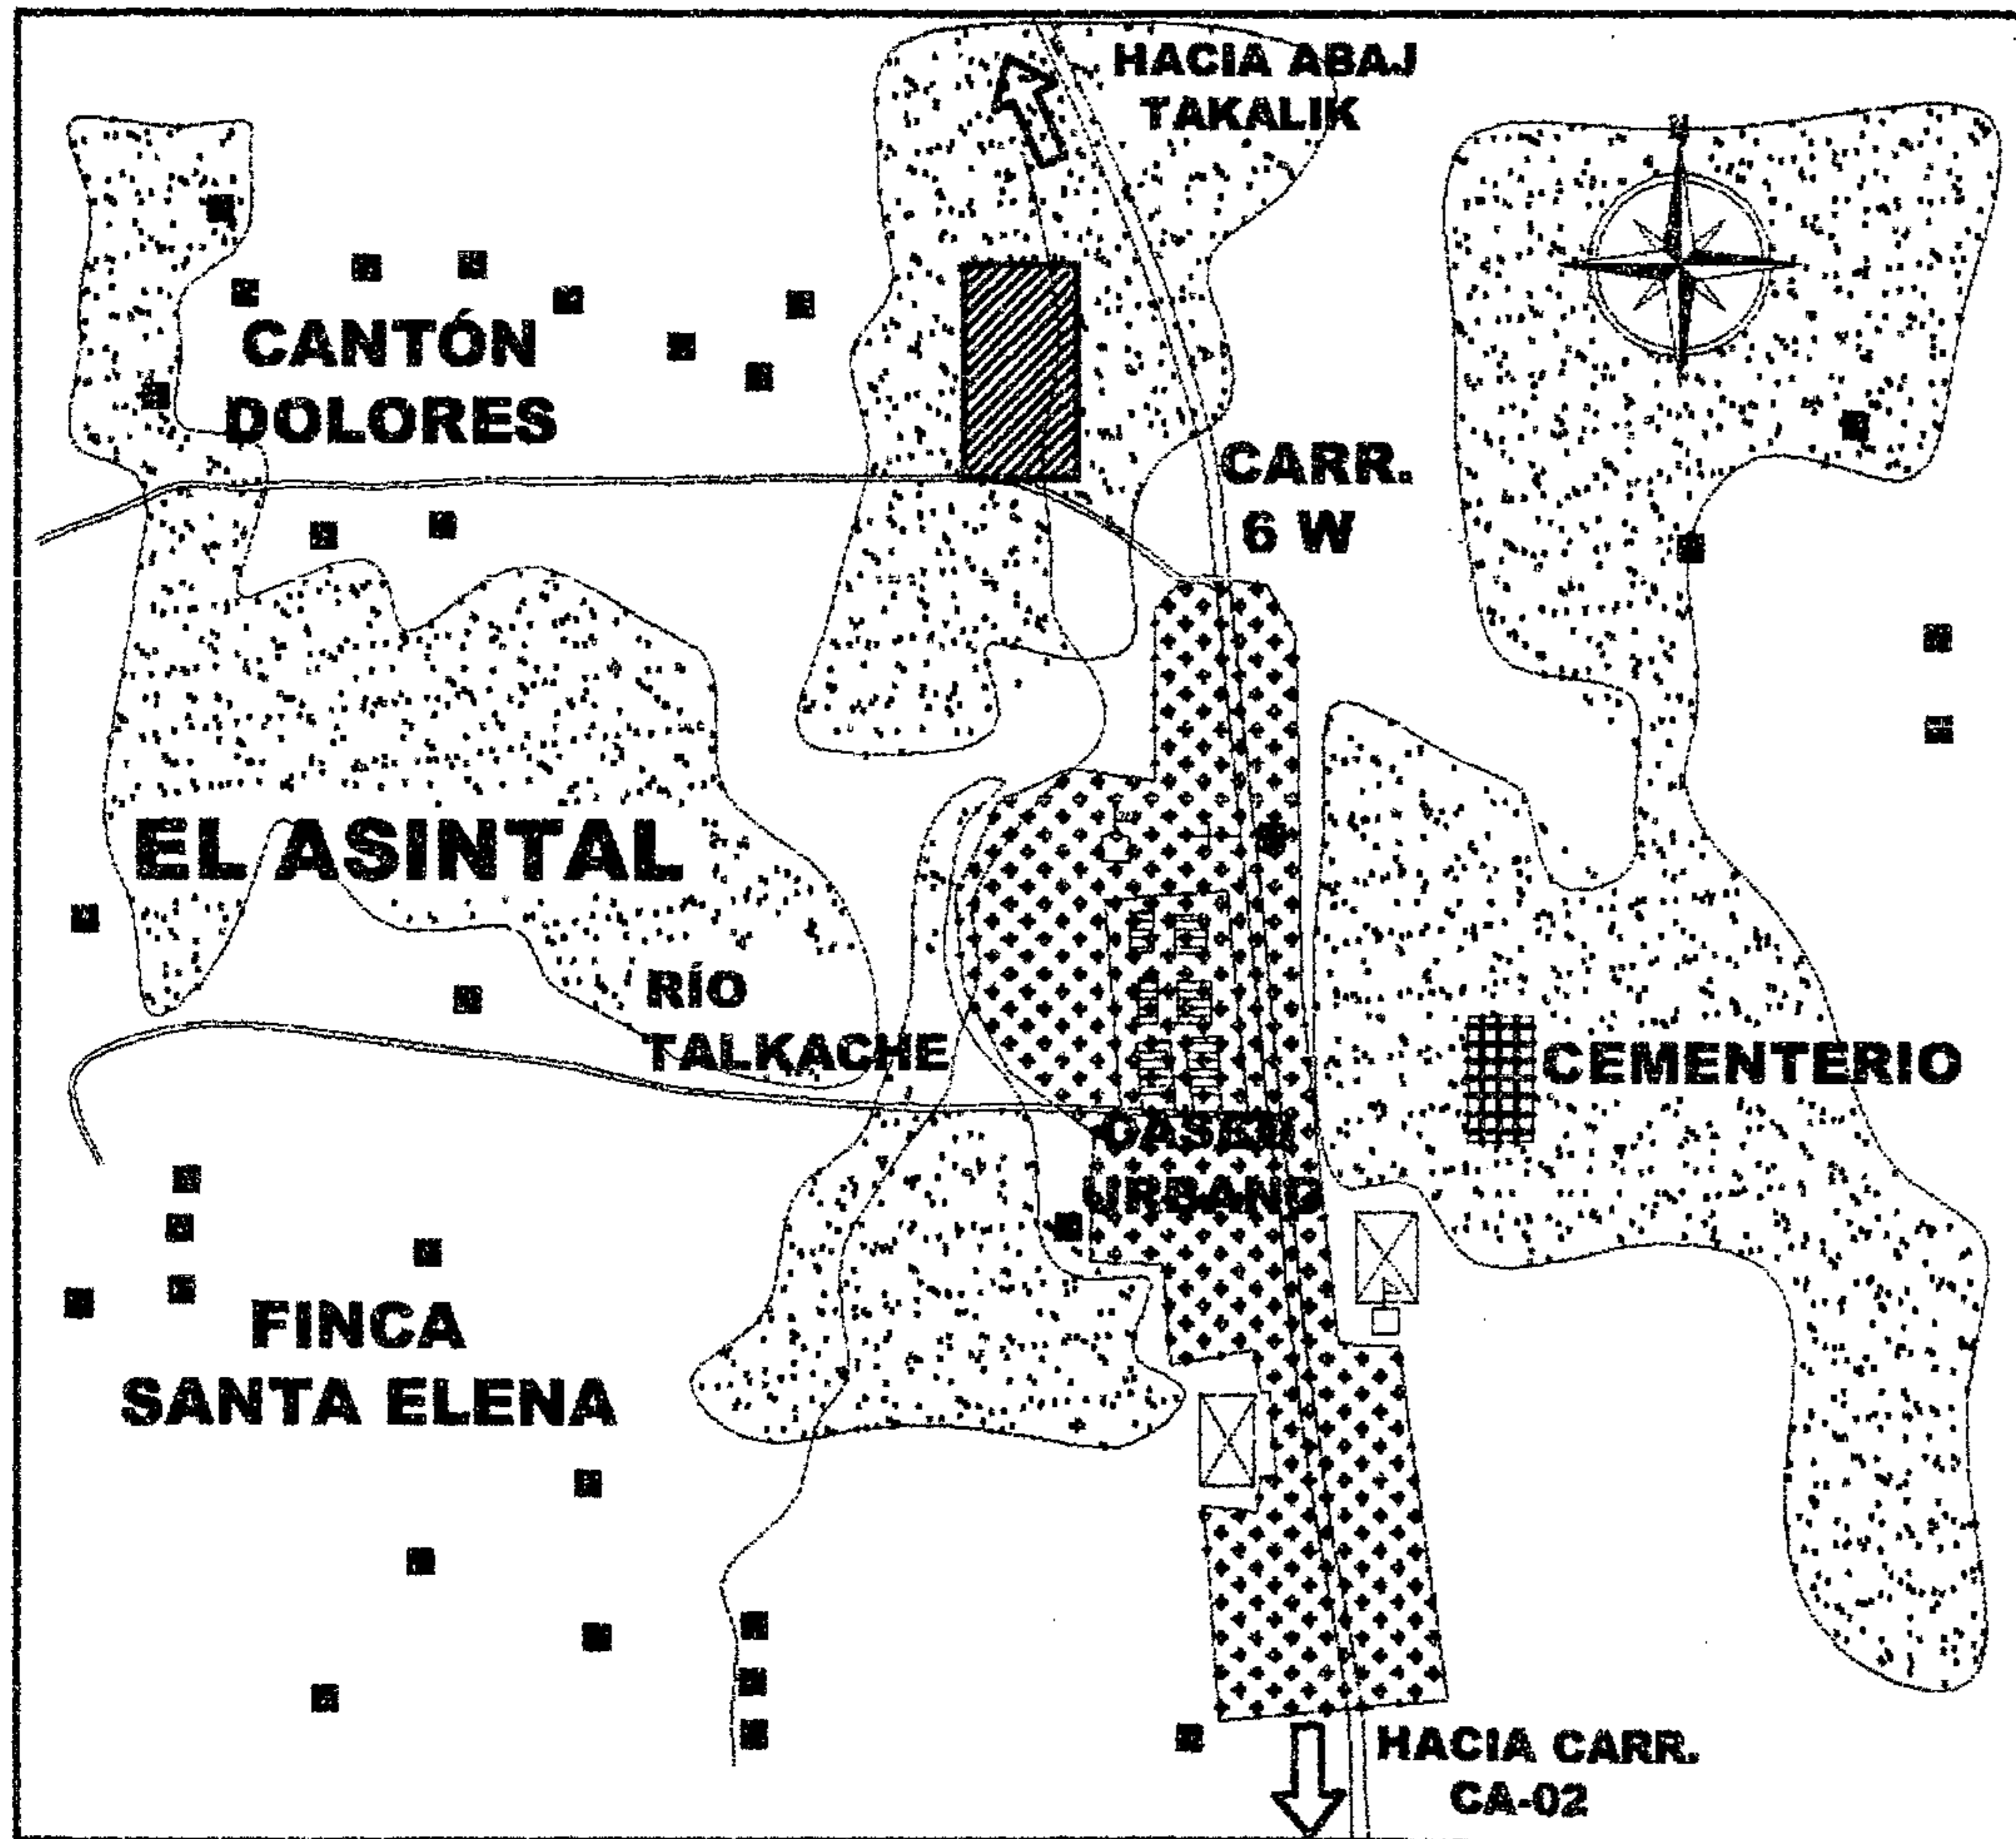 HACIA ABAJ
TAKALIK
CANTÓN
DOLORES
CARR.
6 W
EL ASINTAL
RÍO
TALKACHE
CEMENTERIO
CASCO
URBANO
FINCA
SANTA ELENA
HACIA CARR.
CA-02